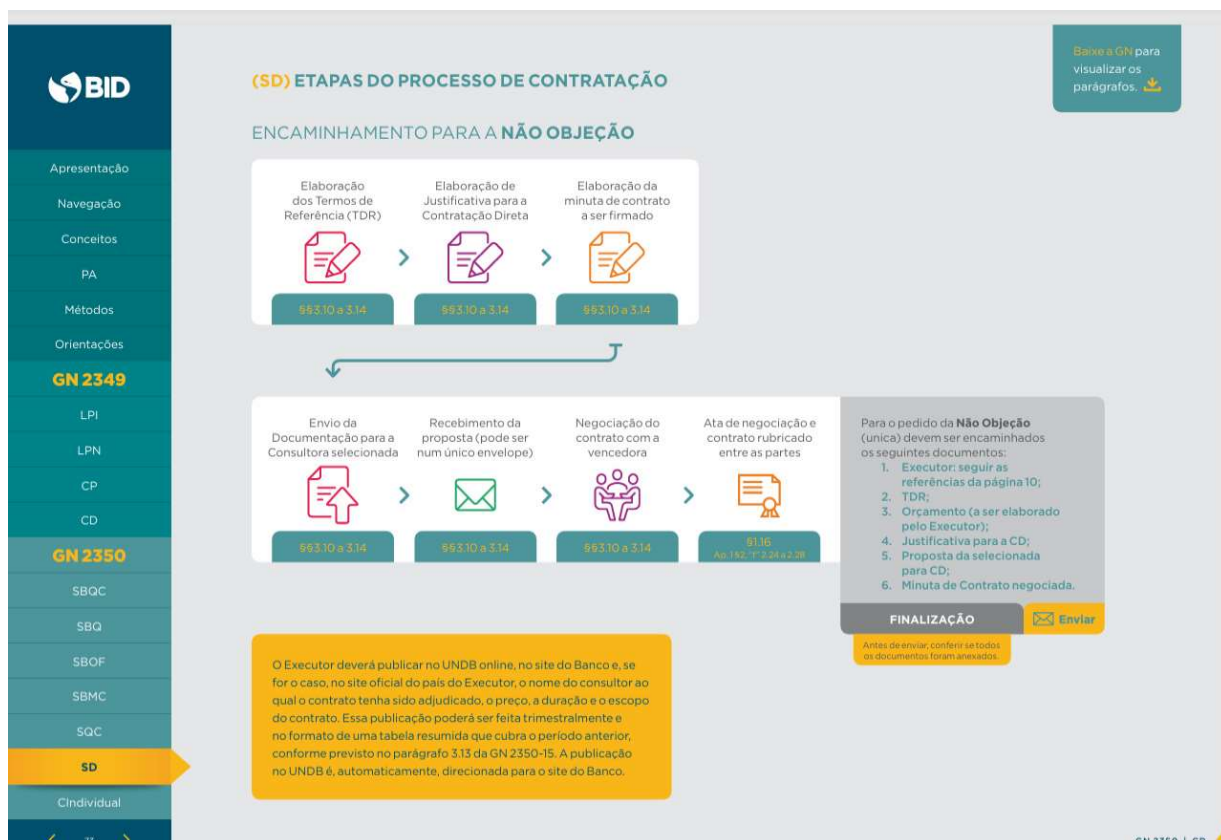 BID
Apresentação
Navegação
Conceitos
PA
Métodos
Orientações
GN 2349
LPI
LPN
CP
CD
GN 2350
SBQC
SBQ
SBOF
SBMC
SQC
SD
CIndividual
Baixe a GN para
visualizar os
parágrafos.
(SD) ETAPAS DO PROCESSO DE CONTRATAÇÃO
ENCAMINHAMENTO PARA A NÃO OBJEÇÃO
Elaboração
dos Termos de
Referência (TDR)
§§3.10 a 3.14
Elaboração de
Justificativa para a
Contratação Direta
§§3.10 a 3.14
Elaboração da
minuta de contrato
a ser firmado
§§3.10 a 3.14
Envio da
Documentação para a
Consultora selecionada
§§3.10 a 3.14
Recebimento da
proposta (pode ser
num único envelope)
§§3.10 a 3.14
Negociação do
contrato com a
vencedora
§§3.10 a 3.14
Ata de negociação e
contrato rubricado
entre as partes
§1.16
Para o pedido da Não Objeção
(unica) devem ser encaminhados
os seguintes documentos:
1. Executor: seguir as
referências da página 10;
2. TDR;
3. Orçamento (a ser elaborado
pelo Executor);
4. Justificativa para a CD;
5. Proposta da selecionada
para CD;
6. Minuta de Contrato negociada.
FINALIZAÇÃO
Enviar
Antes de enviar, conferir se todos
os documentos foram anexados.
O Executor deverá publicar no UNDB online, no site do Banco e, se
for o caso, no site oficial do país do Executor, o nome do consultor ao
qual o contrato tenha sido adjudicado, o preço, a duração e o escopo
do contrato. Essa publicação poderá ser feita trimestralmente e
no formato de uma tabela resumida que cubra o período anterior,
conforme previsto no parágrafo 3.13 da GN 2350-15. A publicação
no UNDB é, automaticamente, direcionada para o site do Banco.